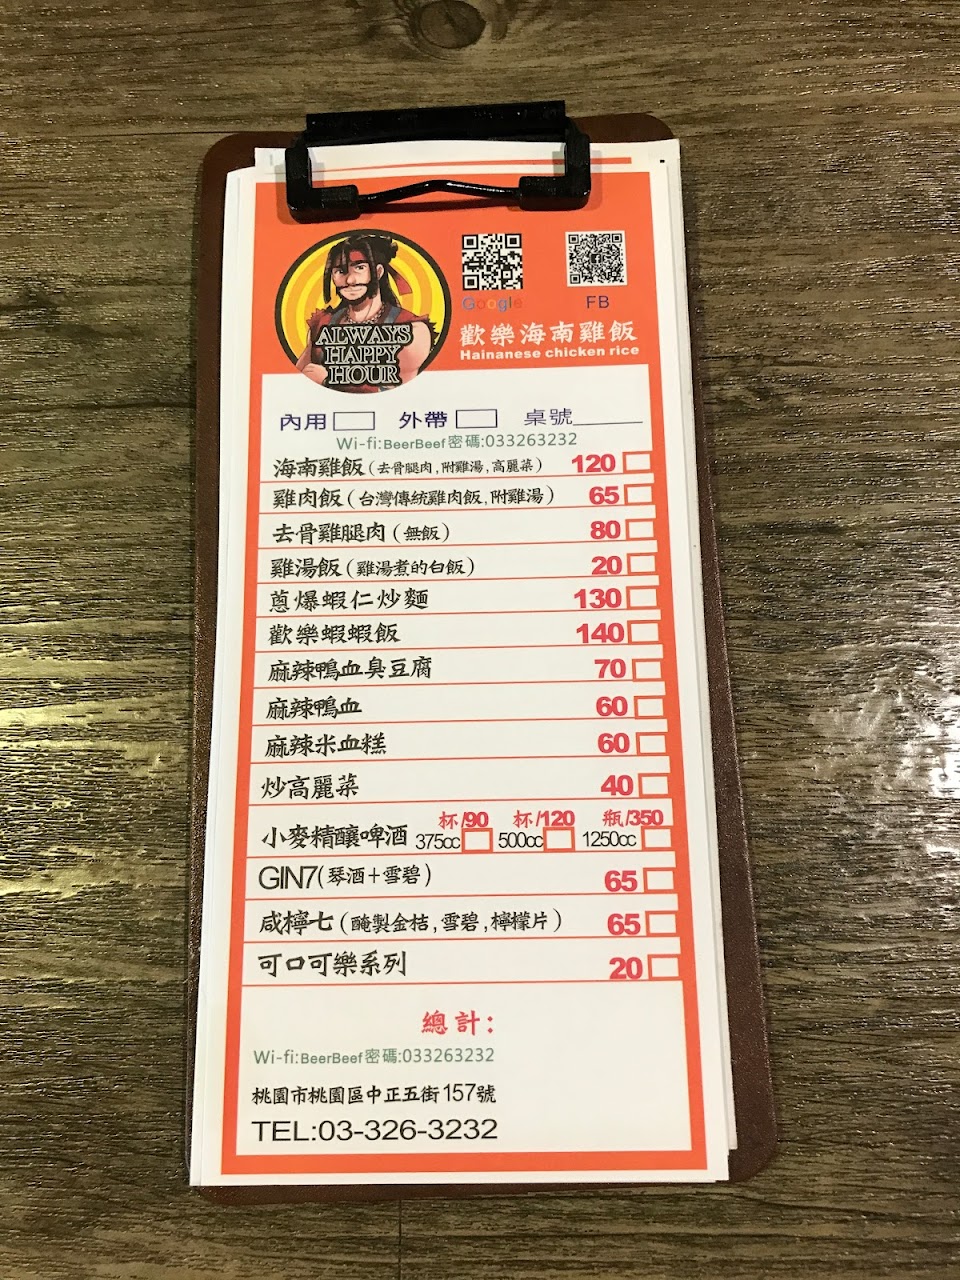 ALWAYS
HAPPY
HOUR
Google
FB
歡樂海南雞飯
Hainanese chicken rice
內用 外帶 桌號
Wi-fi:BeerBeef密碼:033263232
海南雞飯(去骨腿肉,附雞湯,高麗菜) 120
雞肉飯(台灣傳統雞肉飯,附雞湯) 65
去骨雞腿肉(無飯) 80
雞湯飯(雞湯煮的白飯) 20
蔥爆蝦仁炒麵 130
歡樂蝦蝦飯 140
麻辣鴨血臭豆腐 70
麻辣鴨血 60
麻辣米血糕 60
炒高麗菜 40
杯/90 杯/120 瓶/350
小麥精釀啤酒 375cc 500cc 1250cc
GIN7(琴酒+雪碧) 65
咸檸七(醃製金桔,雪碧,檸檬片) 65
可口可樂系列 20
總計:
Wi-fi:BeerBeef密碼:033263232
桃園市桃園區中正五街157號
TEL:03-326-3232